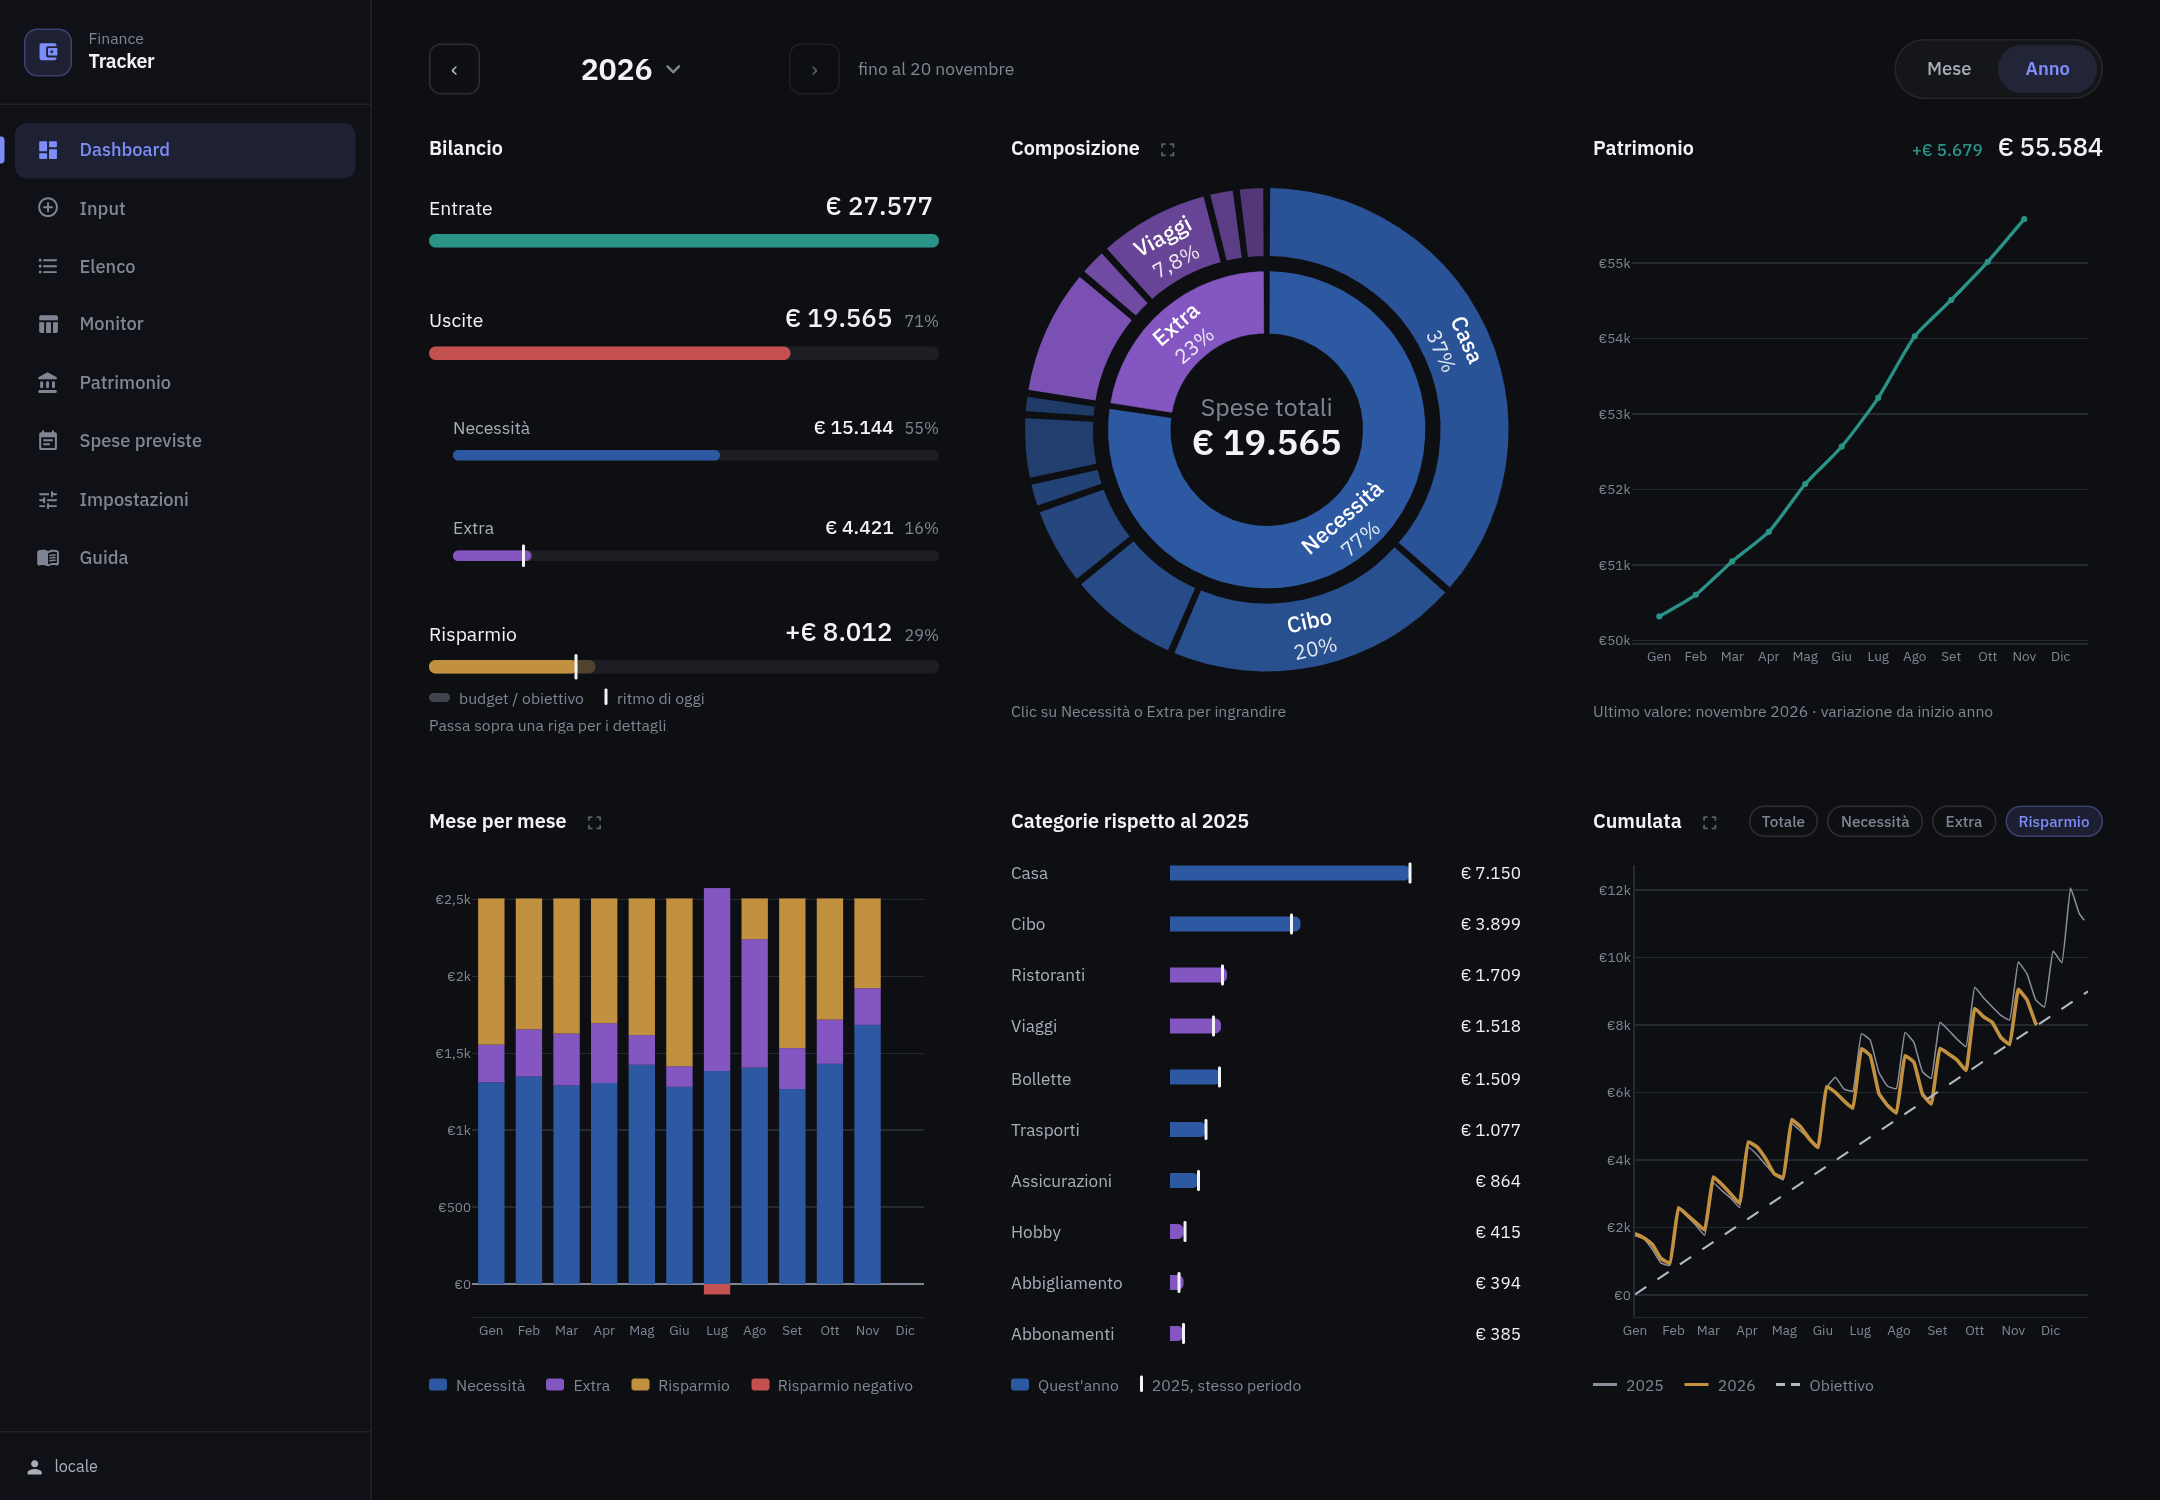 Finance
Tracker
Dashboard
Input
Elenco
Monitor
Patrimonio
Spese previste
Impostazioni
Guida
locale
‹
2026
›
fino al 20 novembre
Mese
Anno
Bilancio
Entrate
€ 27.577
Uscite
€ 19.565 71%
Necessità
€ 15.144 55%
Extra
€ 4.421 16%
Risparmio
+€ 8.012 29%
budget / obiettivo
ritmo di oggi
Passa sopra una riga per i dettagli
Composizione
Viaggi
7,8%
Extra
23%
Casa
37%
Spese totali
€ 19.565
Necessità
77%
Cibo
20%
Clic su Necessità o Extra per ingrandire
Patrimonio
+€ 5.679 € 55.584
€55k
€54k
€53k
€52k
€51k
€50k
Gen Feb Mar Apr Mag Giu Lug Ago Set Ott Nov Dic
Ultimo valore: novembre 2026 · variazione da inizio anno
Mese per mese
€2,5k
€2k
€1,5k
€1k
€500
€0
Gen Feb Mar Apr Mag Giu Lug Ago Set Ott Nov Dic
Necessità
Extra
Risparmio
Risparmio negativo
Categorie rispetto al 2025
Casa € 7.150
Cibo € 3.899
Ristoranti € 1.709
Viaggi € 1.518
Bollette € 1.509
Trasporti € 1.077
Assicurazioni € 864
Hobby € 415
Abbigliamento € 394
Abbonamenti € 385
Quest'anno
2025, stesso periodo
Cumulata
Totale
Necessità
Extra
Risparmio
€12k
€10k
€8k
€6k
€4k
€2k
€0
Gen Feb Mar Apr Mag Giu Lug Ago Set Ott Nov Dic
2025
2026
Obiettivo